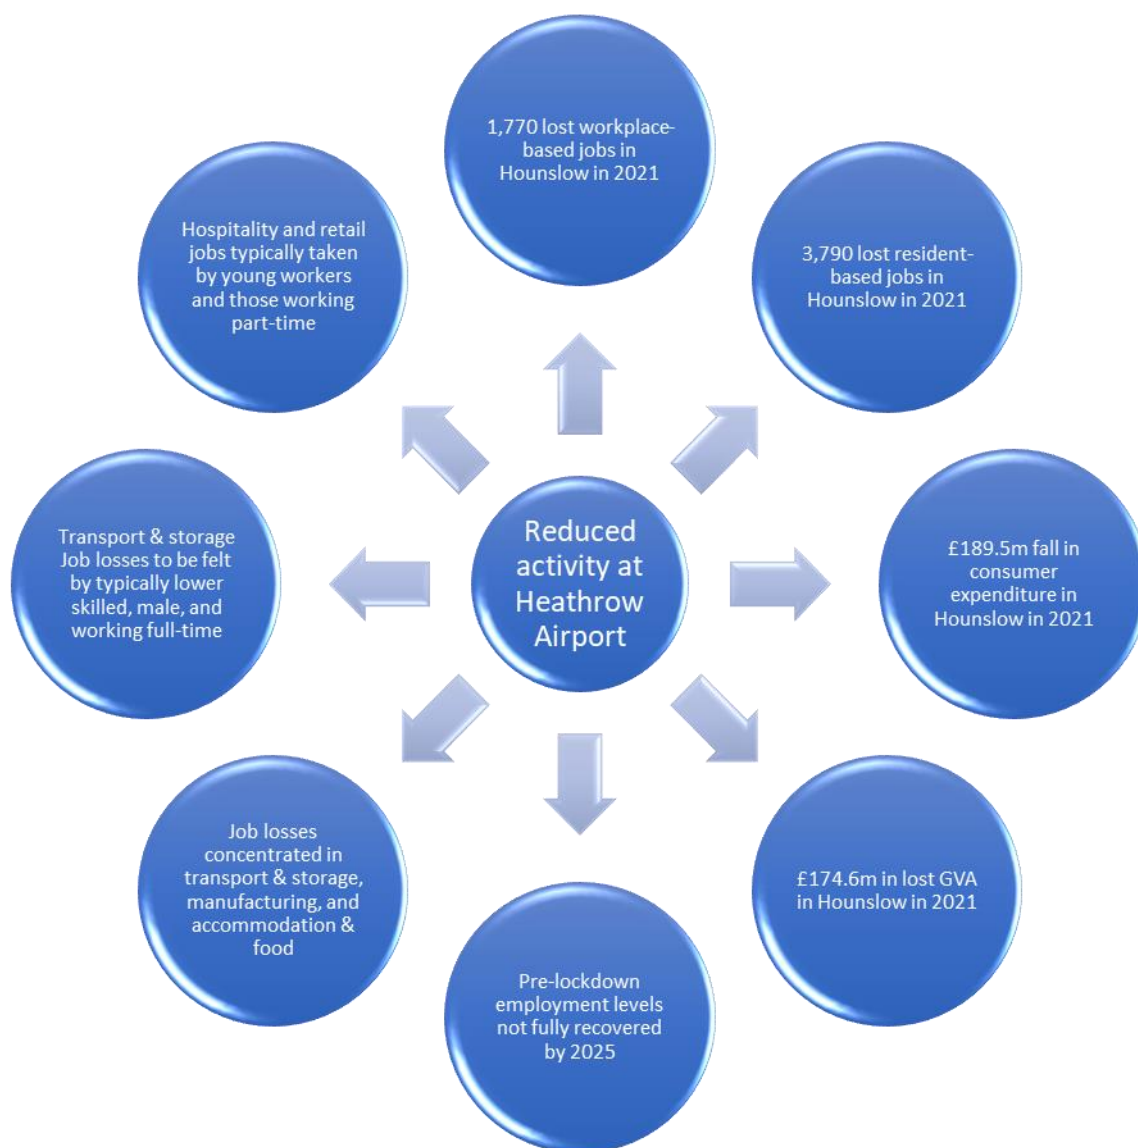 1,770 lost workplace-
based jobs in
Hounslow in 2021
3,790 lost resident-
based jobs in
Hounslow in 2021
£189.5m fall in
consumer
expenditure in
Hounslow in 2021
£174.6m in lost GVA
in Hounslow in 2021
Pre-lockdown
employment levels
not fully recovered
by 2025
Job losses
concentrated in
transport & storage,
manufacturing, and
accommodation &
food
Transport & storage
Job losses to be felt
by typically lower
skilled, male, and
working full-time
Hospitality and retail
jobs typically taken
by young workers
and those working
part-time
Reduced
activity at
Heathrow
Airport